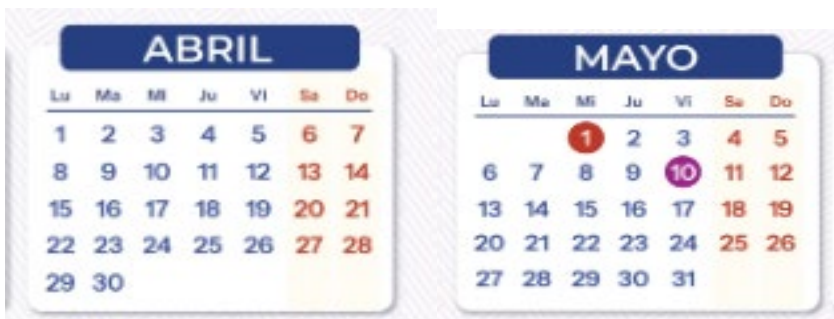 ABRIL
Lu Ma Mi Ju Vi Sa Do
1 2 3 4 5 6 7
8 9 10 11 12 13 14
15 16 17 18 19 20 21
22 23 24 25 26 27 28
29 30
MAYO
Lu Ma Mi Ju Vi Sa Do
1 2 3 4 5
6 7 8 9 10 11 12
13 14 15 16 17 18 19
20 21 22 23 24 25 26
27 28 29 30 31